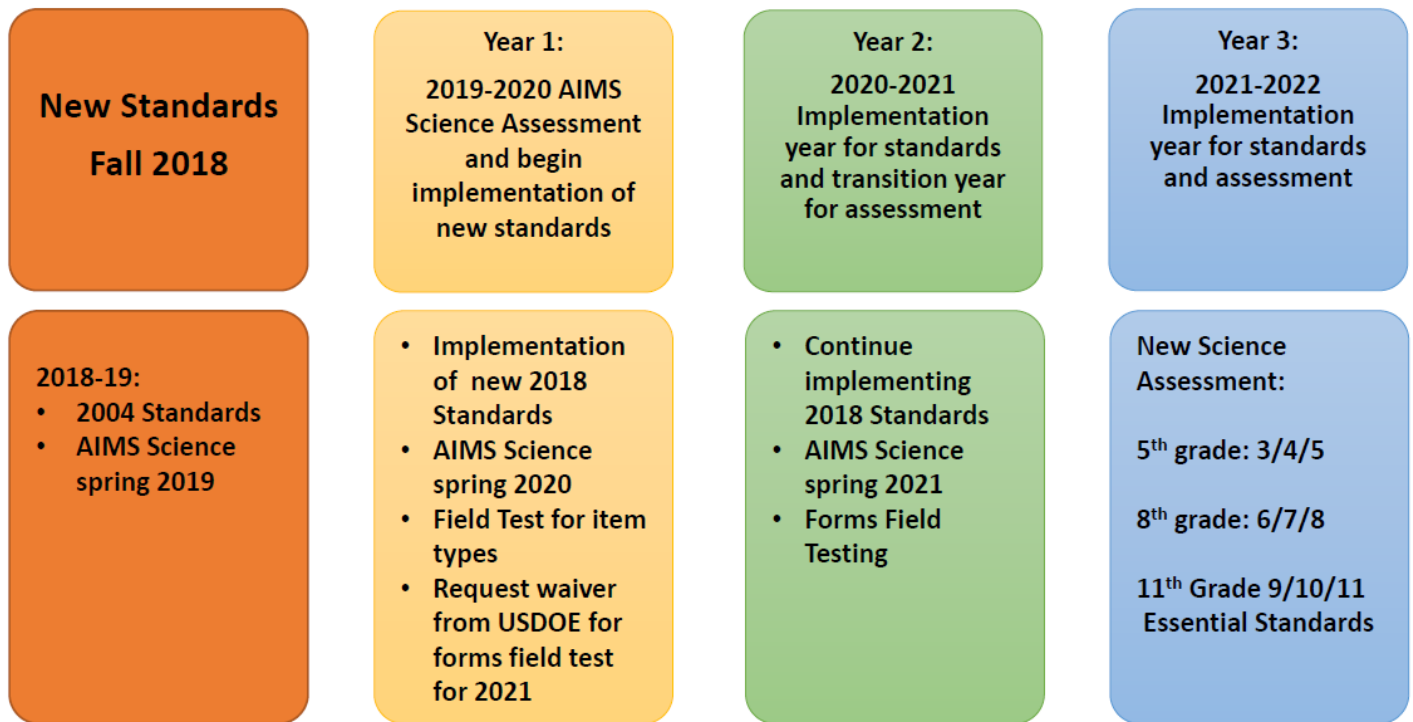 New Standards
Fall 2018
Year 1:
2019-2020 AIMS
Science Assessment
and begin
implementation of
new standards
Year 2:
2020-2021
Implementation
year for standards
and transition year
for assessment
Year 3:
2021-2022
Implementation
year for standards
and assessment
2018-19:
• 2004 Standards
• AIMS Science
spring 2019
• Implementation
of new 2018
Standards
• AIMS Science
spring 2020
• Field Test for item
types
• Request waiver
from USDOE for
forms field test
for 2021
• Continue
implementing
2018 Standards
• AIMS Science
spring 2021
• Forms Field
Testing
New Science
Assessment:
5th grade: 3/4/5
8th grade: 6/7/8
11th Grade 9/10/11
Essential Standards